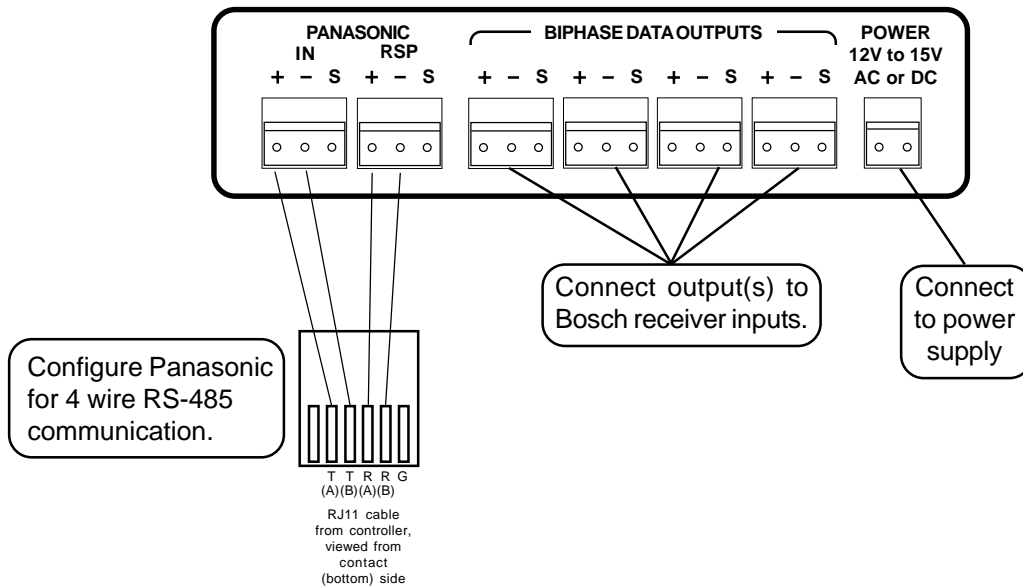 PANASONIC
IN RSP
+ – S + – S
BIPHASE DATA OUTPUTS
+ – S + – S + – S + – S
POWER
12V to 15V
AC or DC
Connect output(s) to
Bosch receiver inputs.
Connect
to power
supply
Configure Panasonic
for 4 wire RS-485
communication.
T T R R G
(A)(B)(A)(B)
RJ11 cable
from controller,
viewed from
contact
(bottom) side